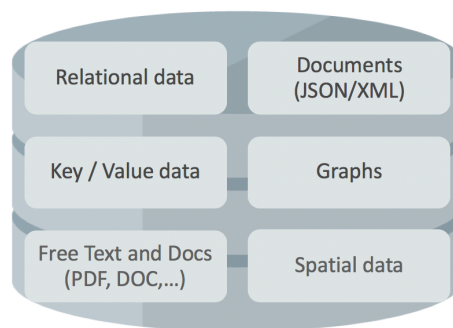 Relational data
Documents
(JSON/XML)
Key / Value data
Graphs
Free Text and Docs
(PDF, DOC,...)
Spatial data